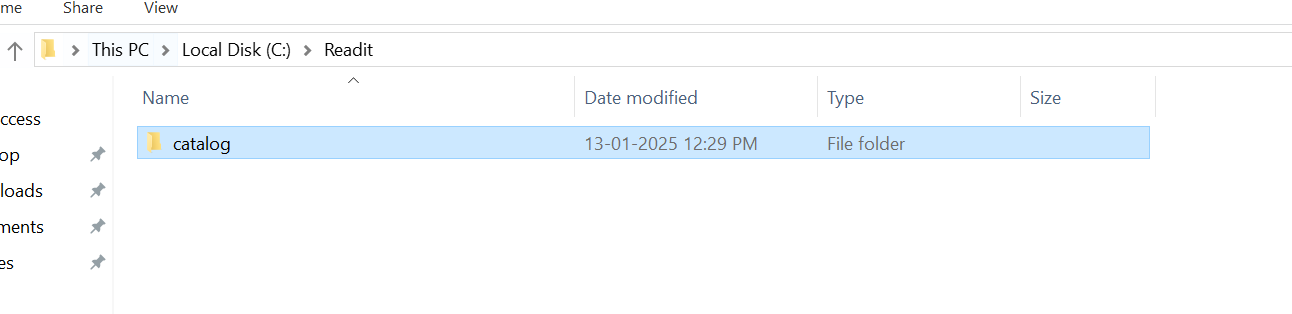 me Share View
This PC Local Disk (C:) Readit
Name Date modified Type Size
ccess
catalog 13-01-2025 12:29 PM File folder
op
loads
ments
es